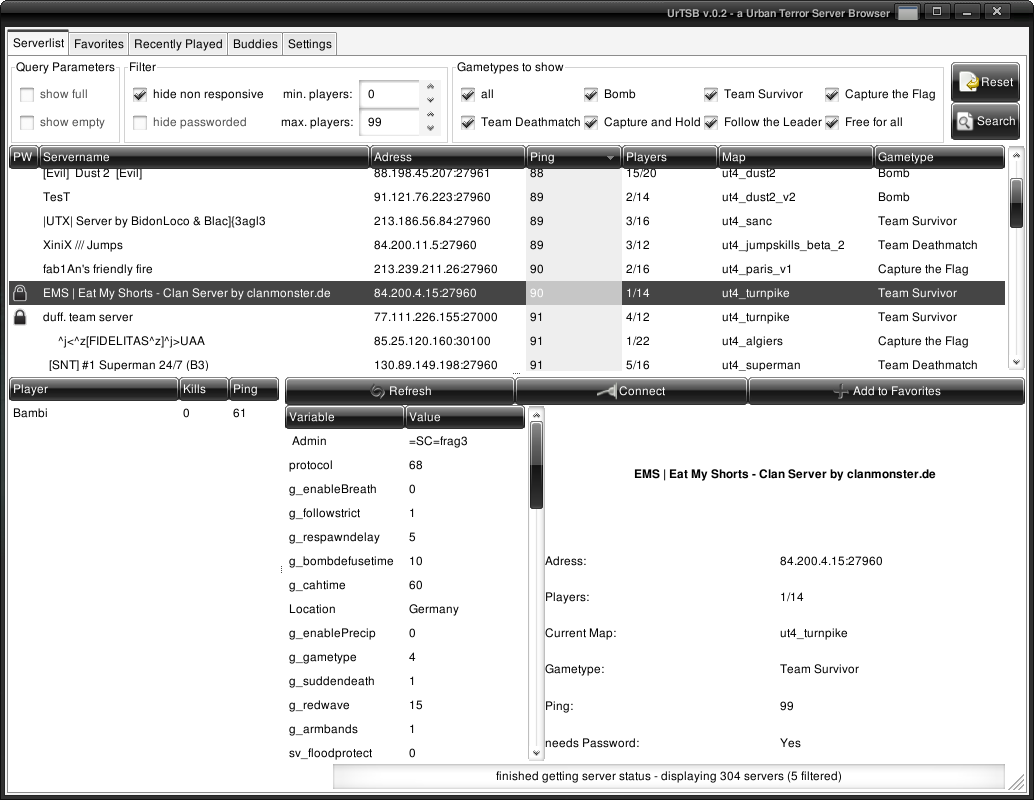 UrTSB v.0.2 - a Urban Terror Server Browser
Serverlist Favorites Recently Played Buddies Settings
Query Parameters
show full
show empty
Filter
hide non responsive min. players: 0
hide passworded max. players: 99
Gametypes to show
all Bomb Team Survivor Capture the Flag
Team Deathmatch Capture and Hold Follow the Leader Free for all
Reset
Search
PW Servername Adress Ping Players Map Gametype
[Evil] Dust 2 [Evil] 88.198.45.207:27961 88 15/20 ut4_dust2 Bomb
TesT 91.121.76.223:27960 89 2/14 ut4_dust2_v2 Bomb
|UTX| Server by BidonLoco & Blac]{3agl3 213.186.56.84:27960 89 3/16 ut4_sanc Team Survivor
XiniX /// Jumps 84.200.11.5:27960 89 3/12 ut4_jumpskills_beta_2 Team Deathmatch
fab1An's friendly fire 213.239.211.26:27960 90 2/16 ut4_paris_v1 Capture the Flag
EMS | Eat My Shorts - Clan Server by clanmonster.de 84.200.4.15:27960 90 1/14 ut4_turnpike Team Survivor
duff. team server 77.111.226.155:27000 91 4/12 ut4_turnpike Team Survivor
^j<^z[FIDELITAS^z]^j>UAA 85.25.120.160:30100 91 1/22 ut4_algiers Capture the Flag
[SNT] #1 Superman 24/7 (B3) 130.89.149.198:27960 91 5/16 ut4_superman Team Deathmatch
Player Kills Ping
Bambi 0 61
Refresh Connect Add to Favorites
Variable Value
Admin =SC=frag3
protocol 68
g_enableBreath 0
g_followstrict 1
g_respawndelay 5
g_bombdefusetime 10
g_cahtime 60
Location Germany
g_enablePrecip 0
g_gametype 4
g_suddendeath 1
g_redwave 15
g_armbands 1
sv_floodprotect 0
EMS | Eat My Shorts - Clan Server by clanmonster.de
Adress: 84.200.4.15:27960
Players: 1/14
Current Map: ut4_turnpike
Gametype: Team Survivor
Ping: 99
needs Password: Yes
finished getting server status - displaying 304 servers (5 filtered)